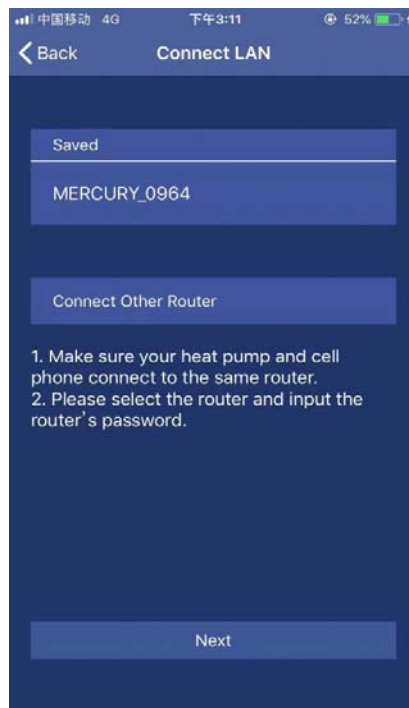 中国移动 4G 下午3:11 52%
Back Connect LAN
Saved
MERCURY_0964
Connect Other Router
1. Make sure your heat pump and cell
phone connect to the same router.
2. Please select the router and input the
router's password.
Next